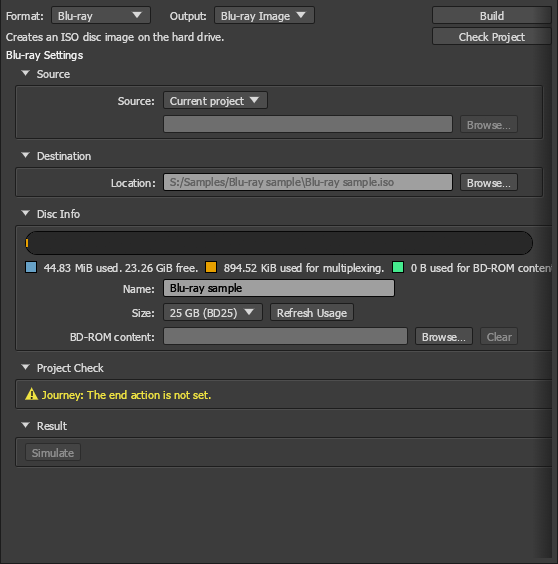 Format: Blu-ray Output: Blu-ray Image Build
Creates an ISO disc image on the hard drive. Check Project
Blu-ray Settings
Source
Source: Current project
Browse...
Destination
Location: S:/Samples/Blu-ray sample\Blu-ray sample.iso Browse...
Disc Info
44.83 MiB used. 23.26 GiB free. 894.52 KiB used for multiplexing. 0 B used for BD-ROM conten
Name: Blu-ray sample
Size: 25 GB (BD25) Refresh Usage
BD-ROM content: Browse... Clear
Project Check
Journey: The end action is not set.
Result
Simulate